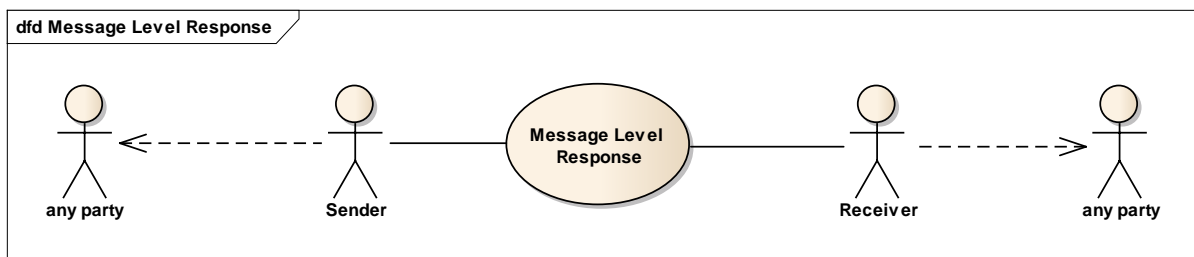 dfd Message Level Response
Message Level
Response
any party
Sender
Receiver
any party